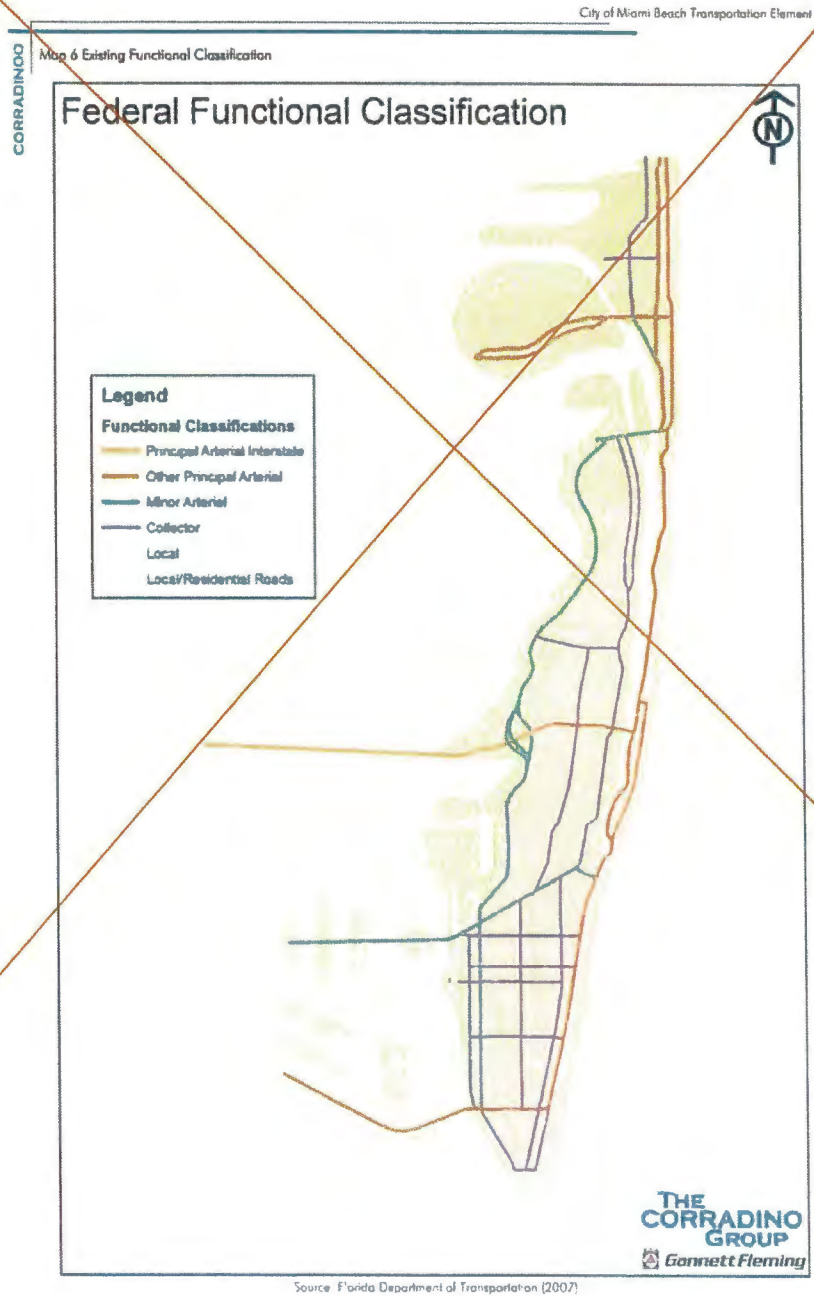 City of Miami Beach Transportation Element
CORRADINOO
Map 6 Existing Functional Classification
Federal Functional Classification
N
Legend
Functional Classifications
Principal Arterial Interstate
Other Principal Arterial
Minor Arterial
Collector
Local
Local/Residential Roads
THE
CORRADINO
GROUP
Gannett Fleming
Source: Florida Department of Transportation (2007)